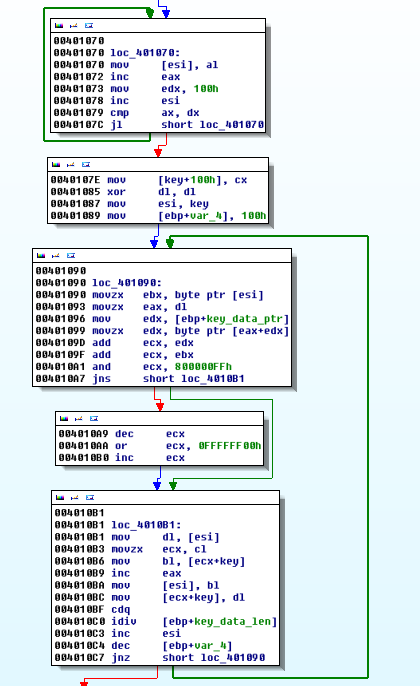 00401070
00401070 loc_401070:
00401070 mov [esi], al
00401072 inc eax
00401073 mov edx, 100h
00401078 inc esi
00401079 cmp ax, dx
0040107C jl short loc_401070
0040107E mov [key+100h], cx
00401085 xor dl, dl
00401087 mov esi, key
00401089 mov [ebp+var_4], 100h
00401090
00401090 loc_401090:
00401090 movzx ebx, byte ptr [esi]
00401093 movzx eax, dl
00401096 mov edx, [ebp+key_data_ptr]
00401099 movzx edx, byte ptr [eax+edx]
0040109D add ecx, edx
0040109F add ecx, ebx
004010A1 and ecx, 800000FFh
004010A7 jns short loc_4010B1
004010A9 dec ecx
004010AA or ecx, 0FFFFFF00h
004010B0 inc ecx
004010B1
004010B1 loc_4010B1:
004010B1 mov dl, [esi]
004010B3 movzx ecx, cl
004010B6 mov bl, [ecx+key]
004010B9 inc eax
004010BA mov [esi], bl
004010BC mov [ecx+key], dl
004010BF cdq
004010C0 idiv [ebp+key_data_len]
004010C3 inc esi
004010C4 dec [ebp+var_4]
004010C7 jnz short loc_401090